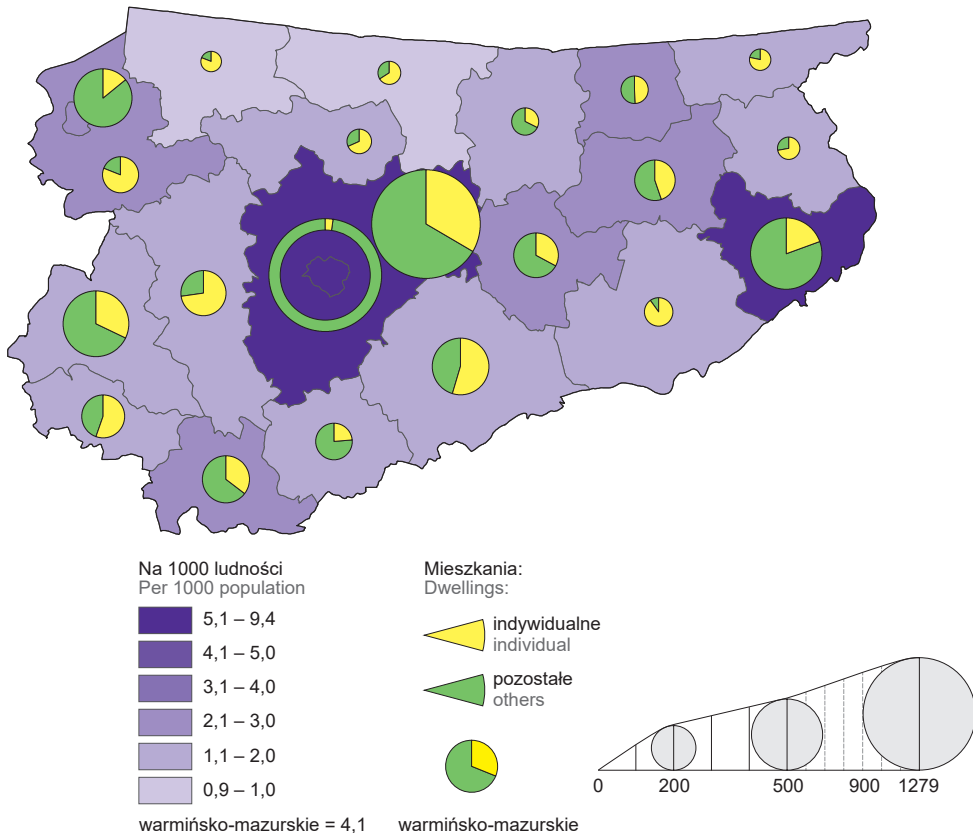 Na 1000 ludności
Per 1000 population
5,1 – 9,4
4,1 – 5,0
3,1 – 4,0
2,1 – 3,0
1,1 – 2,0
0,9 – 1,0
warmińsko-mazurskie = 4,1
Mieszkania:
Dwellings:
indywidualne
individual
pozostałe
others
warmińsko-mazurskie
0 200 500 900 1279